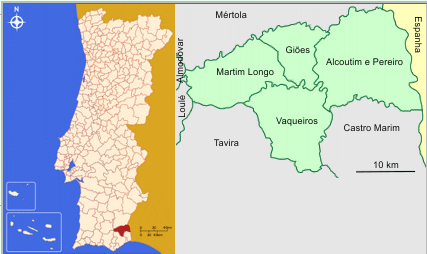 N
Mértola
Espanha
Almodôvar
Giões
Alcoutim e Pereiro
Martim Longo
Loulé
Vaqueiros
Castro Marim
Tavira
10 km